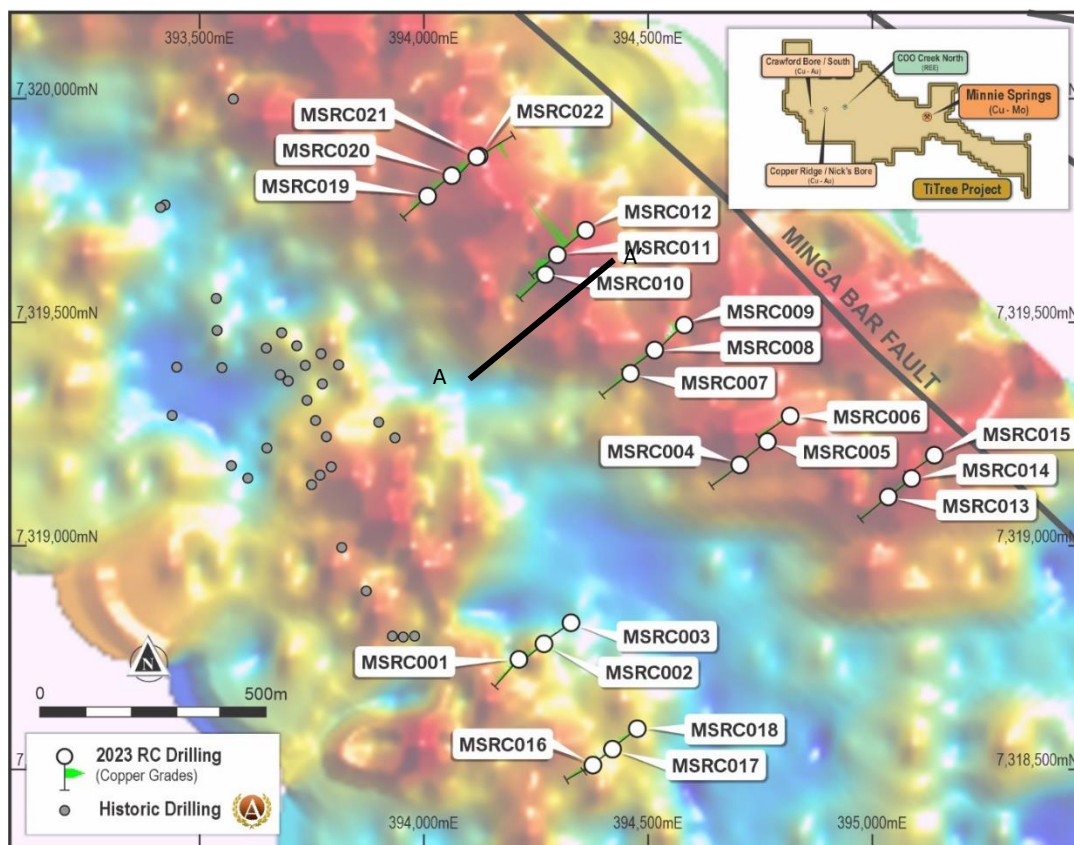 393,500mE
394,000mE
394,500mE
7,320,000mN
MSRC021
MSRC022
MSRC020
MSRC019
MSRC012
MSRC011
MSRC010
A'
A
MINGA BAR FAULT
Crawford Bore / South
(Cu - Au)
COO Creek North
(REE)
Minnie Springs
(Cu - Mo)
Copper Ridge / Nick's Bore
(Cu - Au)
TiTree Project
7,319,500mN
7,319,500mN
MSRC009
MSRC008
MSRC007
MSRC006
MSRC005
MSRC004
MSRC015
MSRC014
MSRC013
7,319,000mN
7,319,000mN
MSRC003
MSRC002
MSRC001
N
0
500m
MSRC018
MSRC017
MSRC016
7,318,500mN
2023 RC Drilling
(Copper Grades)
Historic Drilling
A
394,000mE
394,500mE
395,000mE